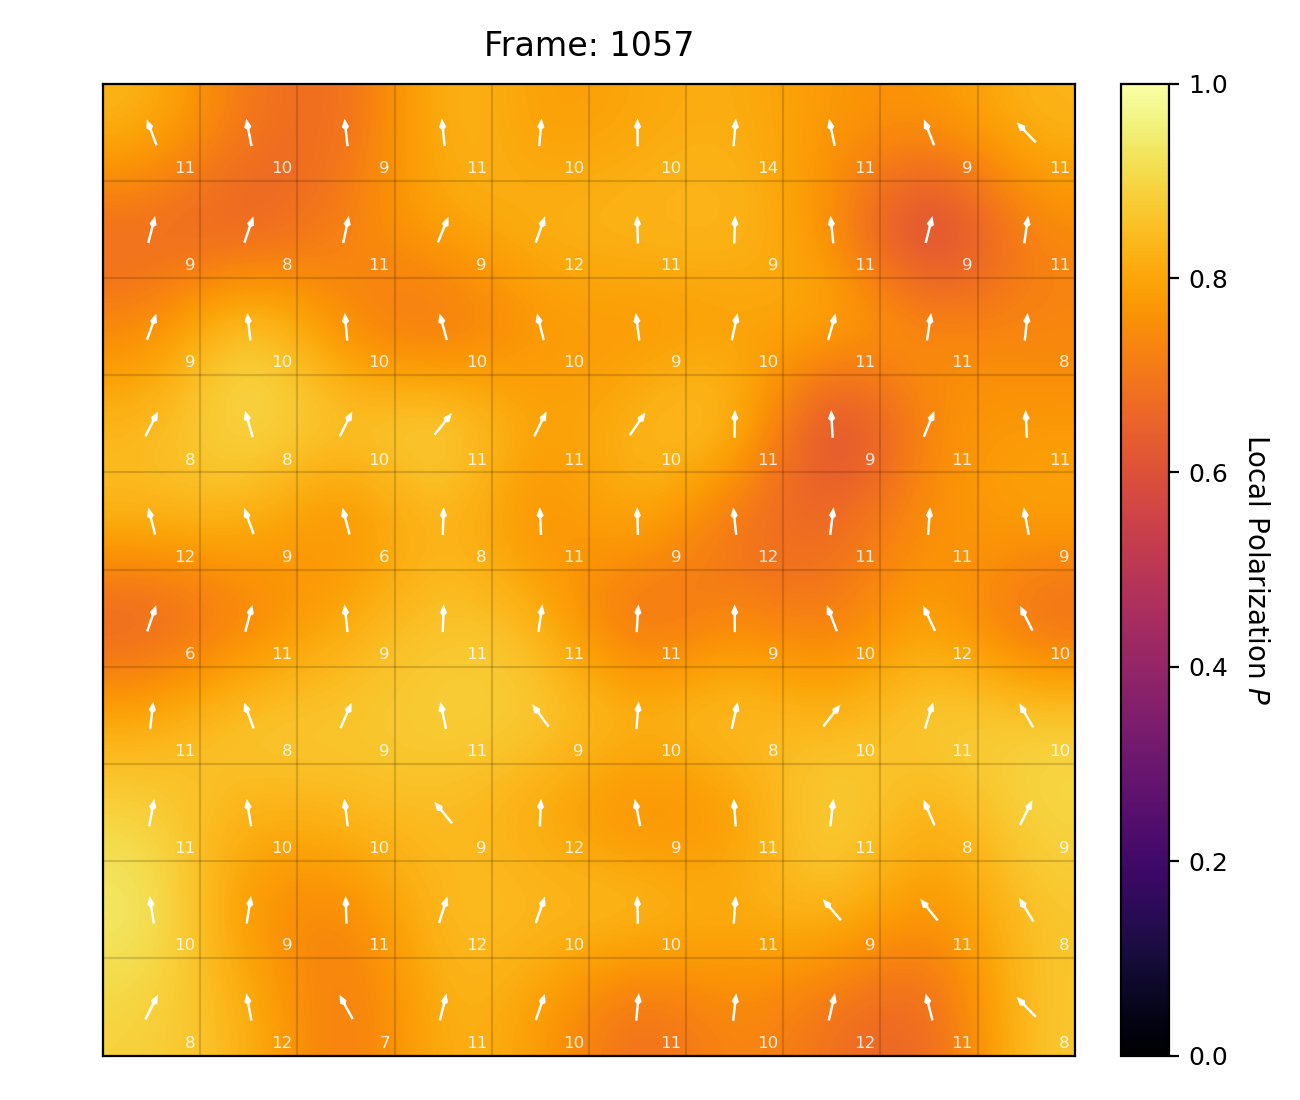 Frame: 1057
11 10 9 11 10 10 14 11 9 11
9 8 11 9 12 11 9 11 9 11
9 10 10 10 10 9 10 11 11 8
8 8 10 11 11 10 11 9 11 11
12 9 6 8 11 9 12 11 11 9
6 11 9 11 11 11 9 10 12 10
11 8 9 11 9 10 8 10 11 10
11 10 10 9 12 9 11 11 8 9
10 9 11 12 10 10 11 9 11 8
8 12 7 11 10 11 10 12 11 8
1.0
0.8
0.6
0.4
0.2
0.0
Local Polarization P